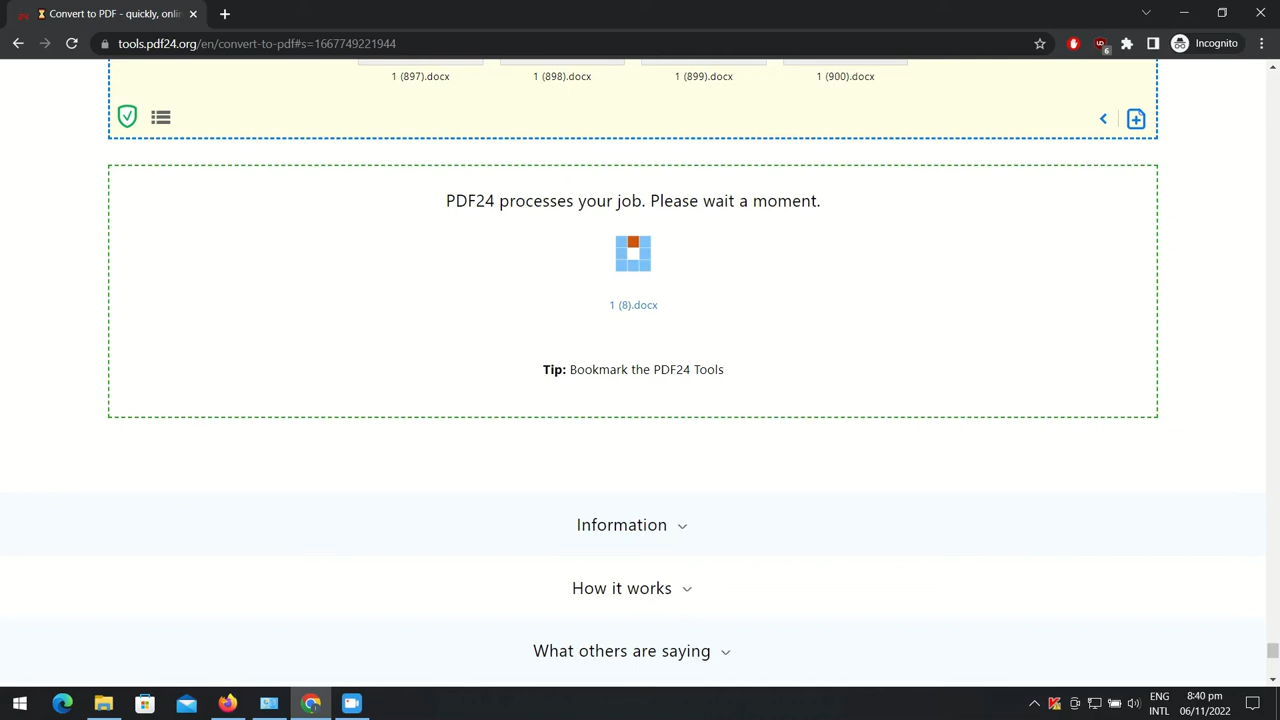 Convert to PDF - quickly, onlin
tools.pdf24.org/en/convert-to-pdf#s=1667749221944
6
Incognito
1 (897).docx
1 (898).docx
1 (899).docx
1 (900).docx
PDF24 processes your job. Please wait a moment.
1 (8).docx
Tip: Bookmark the PDF24 Tools
Information
How it works
What others are saying
ENG
INTL
8:40 pm
06/11/2022